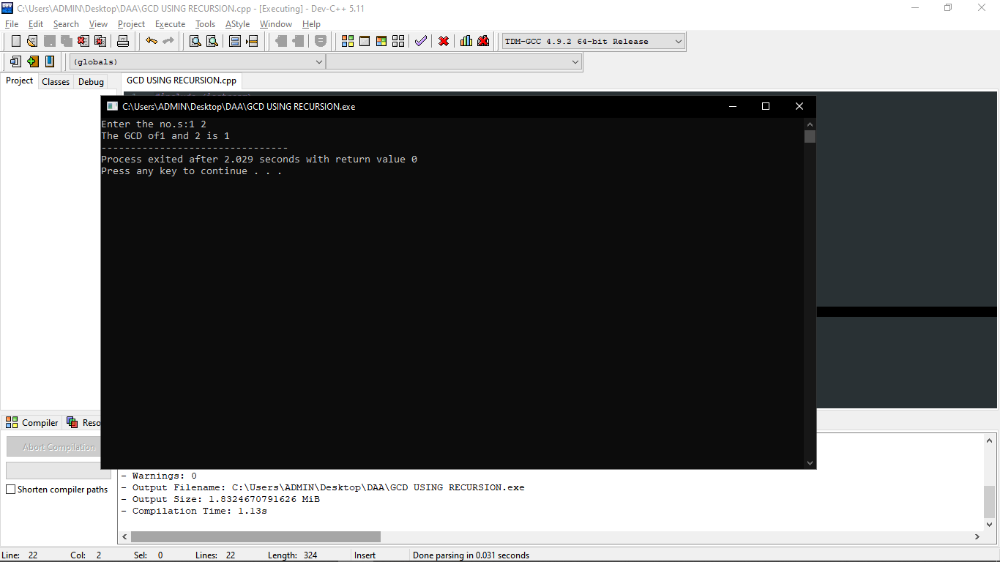 C:\Users\ADMIN\Desktop\DAA\GCD USING RECURSION.cpp - [Executing] - Dev-C++ 5.11
File Edit Search View Project Execute Tools AStyle Window Help
TDM-GCC 4.9.2 64-bit Release
(globals)
Project Classes Debug
GCD USING RECURSION.cpp
C:\Users\ADMIN\Desktop\DAA\GCD USING RECURSION.exe
Enter the no.s:1 2
The GCD of1 and 2 is 1
--------------------------------
Process exited after 2.029 seconds with return value 0
Press any key to continue . . .
Compiler Reso
Abort Compilation
Shorten compiler paths
- Warnings: 0
- Output Filename: C:\Users\ADMIN\Desktop\DAA\GCD USING RECURSION.exe
- Output Size: 1.8324670791626 MiB
- Compilation Time: 1.13s
Line: 22 Col: 2 Sel: 0 Lines: 22 Length: 324 Insert Done parsing in 0.031 seconds